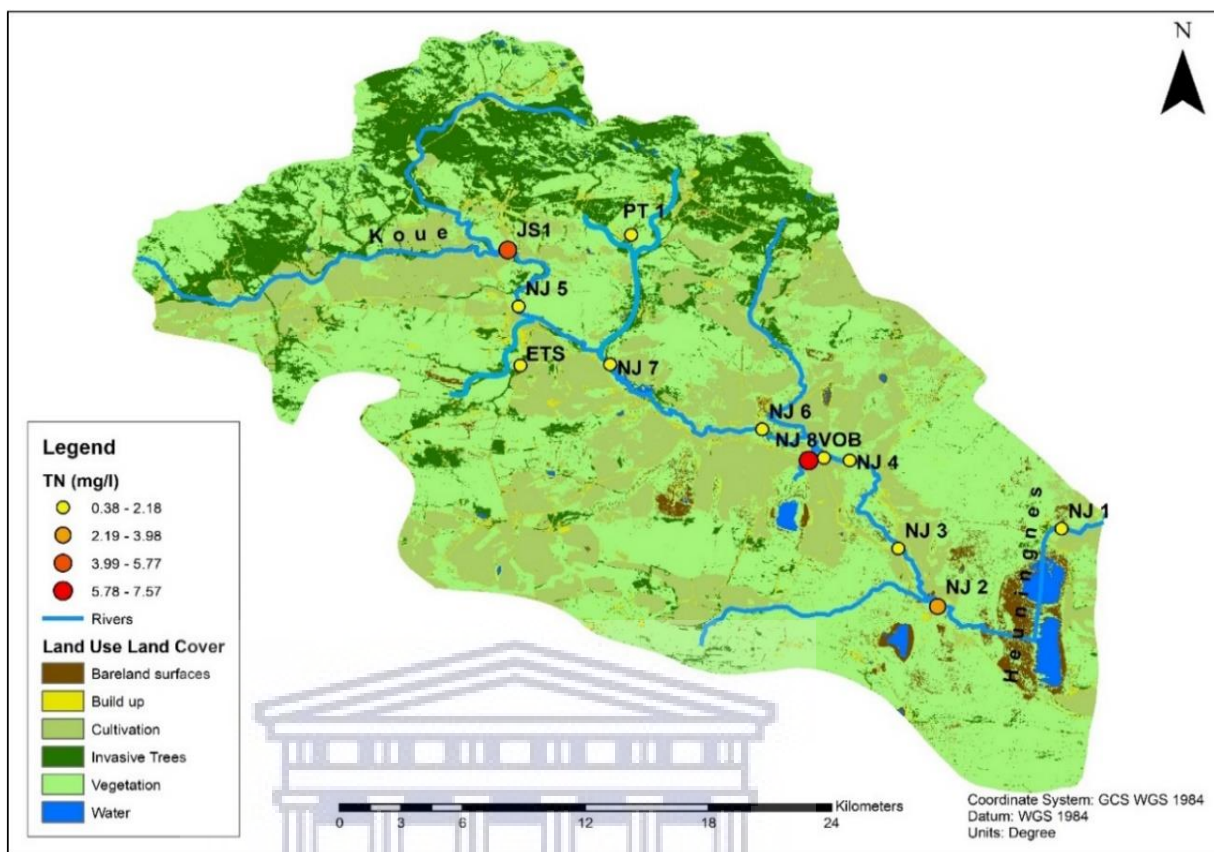 N
PT 1
JS1
Koue
NJ 5
ETS
NJ 7
NJ 6
NJ 8VOB
NJ 4
NJ 1
NJ 3
Heuningnes
NJ 2
Legend
TN (mg/l)
0.38 - 2.18
2.19 - 3.98
3.99 - 5.77
5.78 - 7.57
Rivers
Land Use Land Cover
Bareland surfaces
Build up
Cultivation
Invasive Trees
Vegetation
Water
Kilometers
0 3 6 12 18 24
Coordinate System: GCS WGS 1984
Datum: WGS 1984
Units: Degree